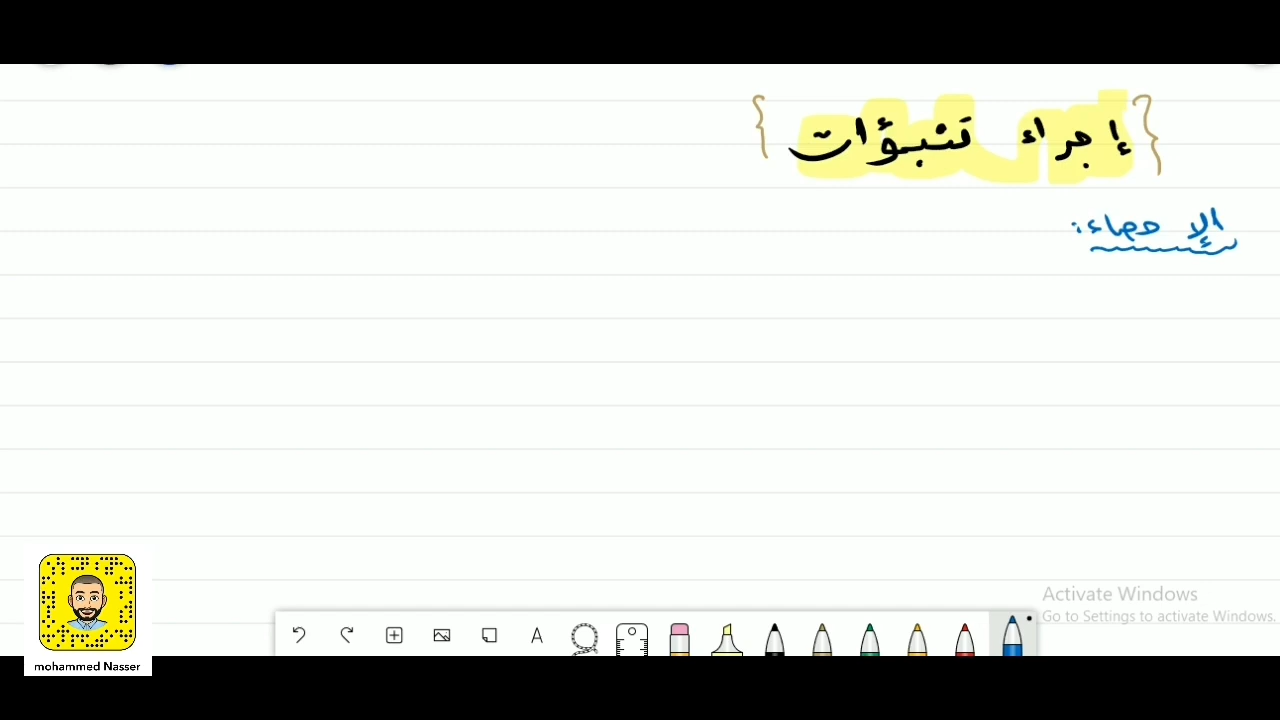 { إجراء تنبؤات }
الإحصاء:
Activate Windows
Go to Settings to activate Windows.
A
mohammed Nasser